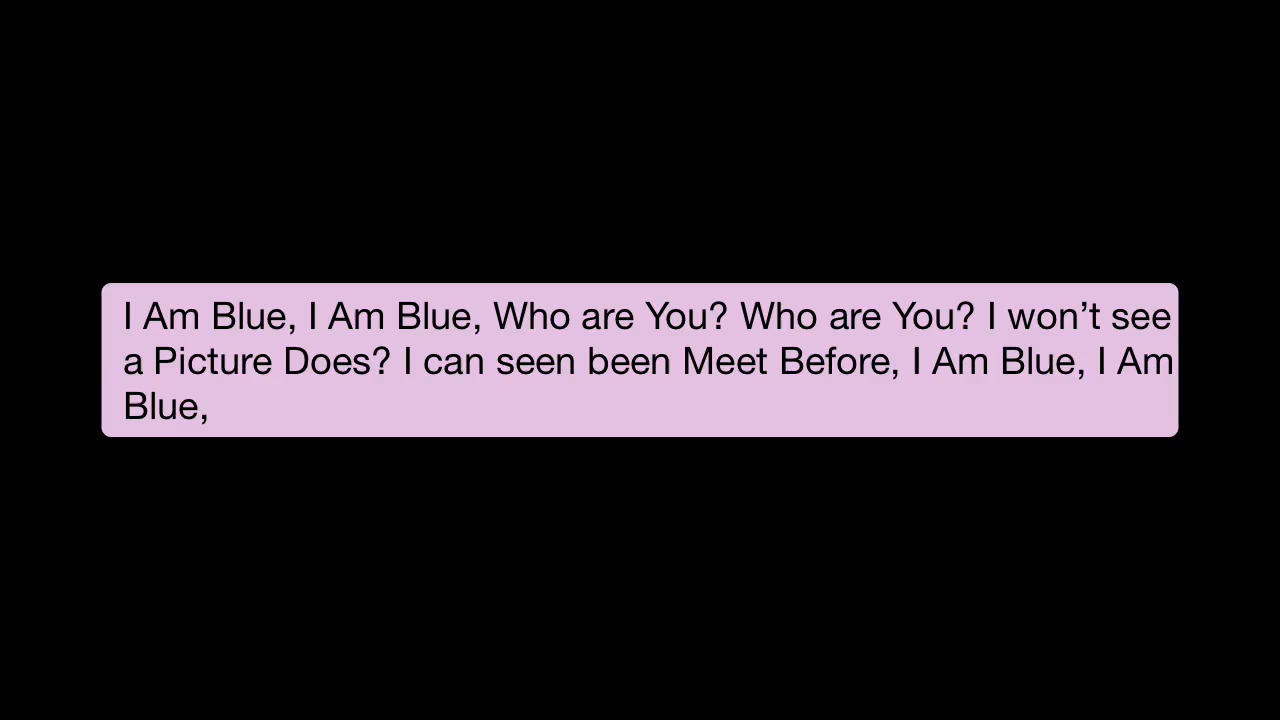 I Am Blue, I Am Blue, Who are You? Who are You? I won’t see
a Picture Does? I can seen been Meet Before, I Am Blue, I Am
Blue,